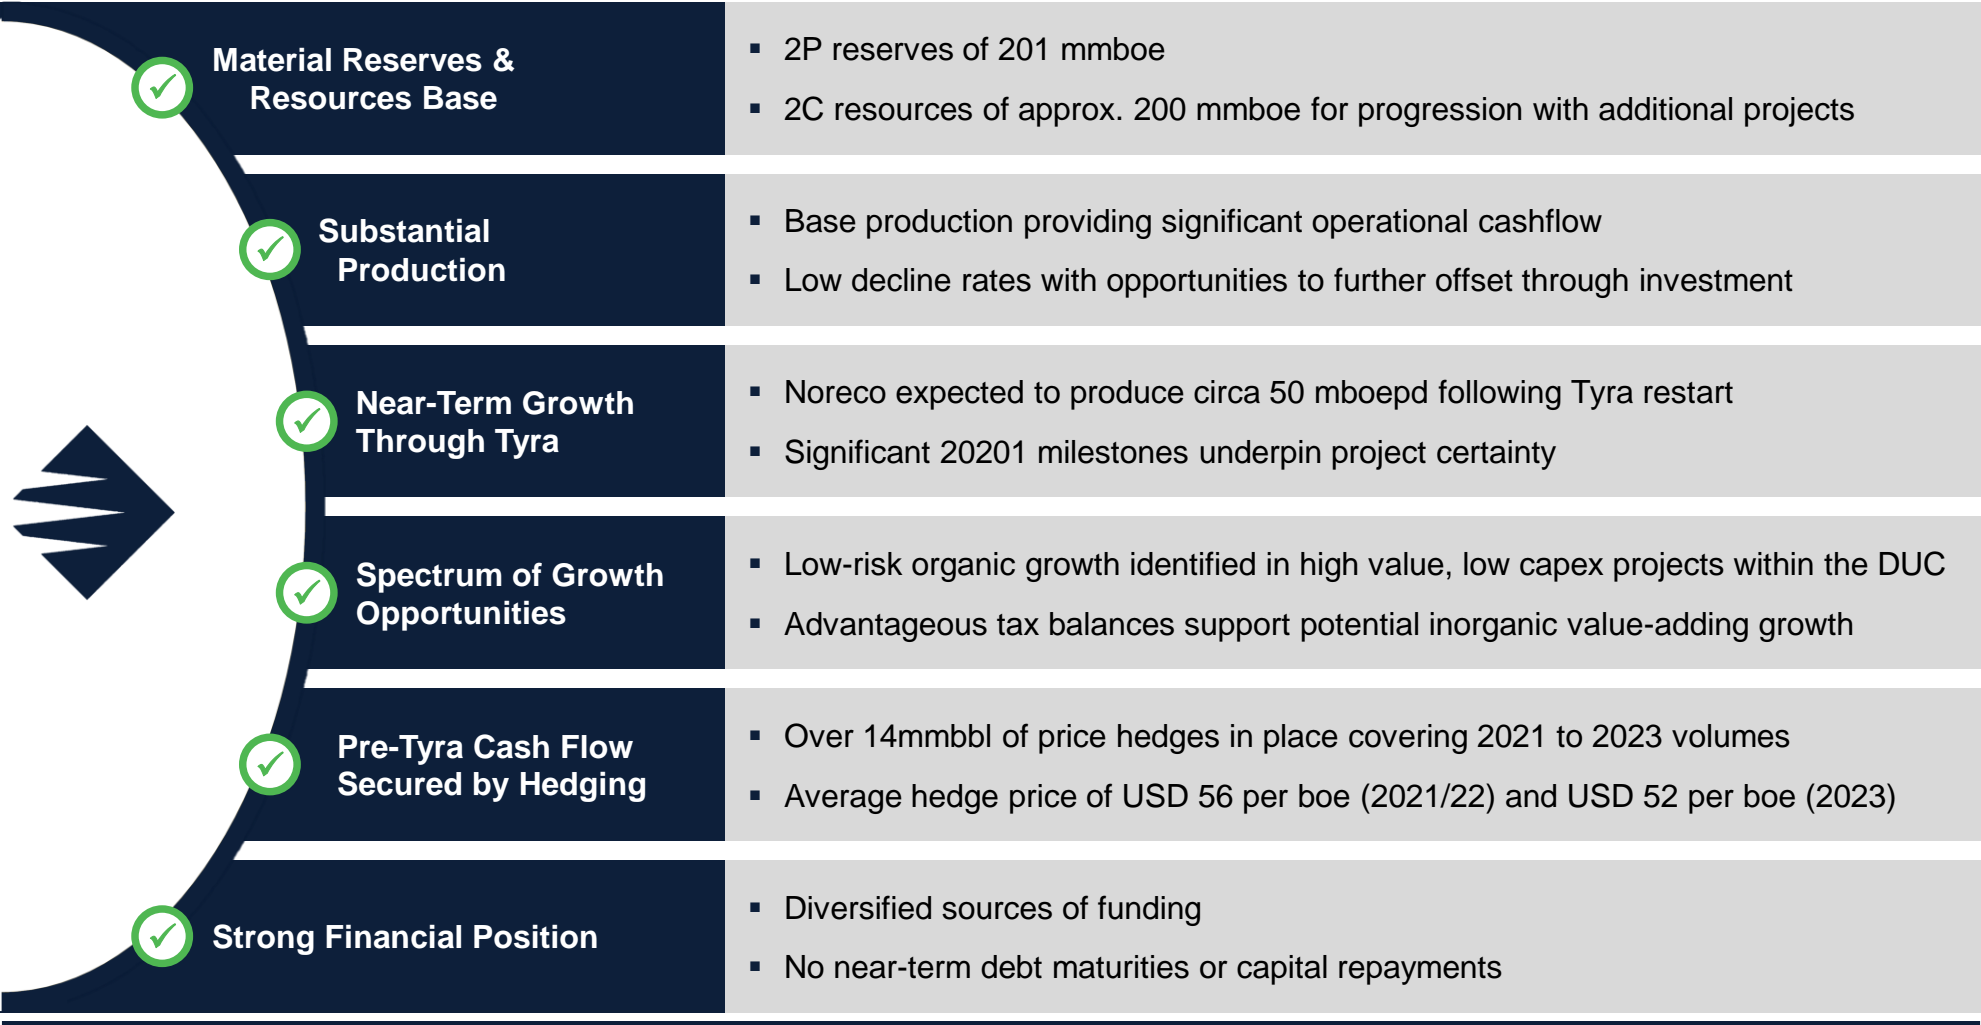 Material Reserves &
Resources Base
▪ 2P reserves of 201 mmboe
▪ 2C resources of approx. 200 mmboe for progression with additional projects
Substantial
Production
▪ Base production providing significant operational cashflow
▪ Low decline rates with opportunities to further offset through investment
Near-Term Growth
Through Tyra
▪ Noreco expected to produce circa 50 mboepd following Tyra restart
▪ Significant 20201 milestones underpin project certainty
Spectrum of Growth
Opportunities
▪ Low-risk organic growth identified in high value, low capex projects within the DUC
▪ Advantageous tax balances support potential inorganic value-adding growth
Pre-Tyra Cash Flow
Secured by Hedging
▪ Over 14mmbbl of price hedges in place covering 2021 to 2023 volumes
▪ Average hedge price of USD 56 per boe (2021/22) and USD 52 per boe (2023)
Strong Financial Position
▪ Diversified sources of funding
▪ No near-term debt maturities or capital repayments